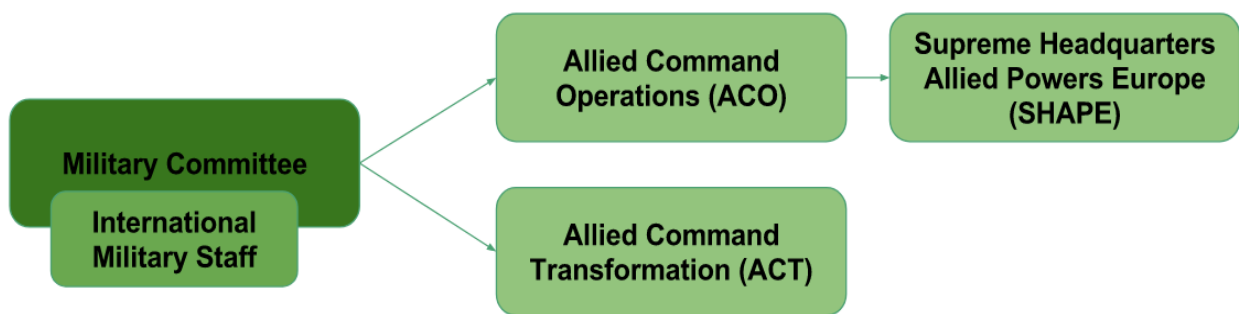 Military Committee
International
Military Staff
Allied Command
Operations (ACO)
Supreme Headquarters
Allied Powers Europe
(SHAPE)
Allied Command
Transformation (ACT)